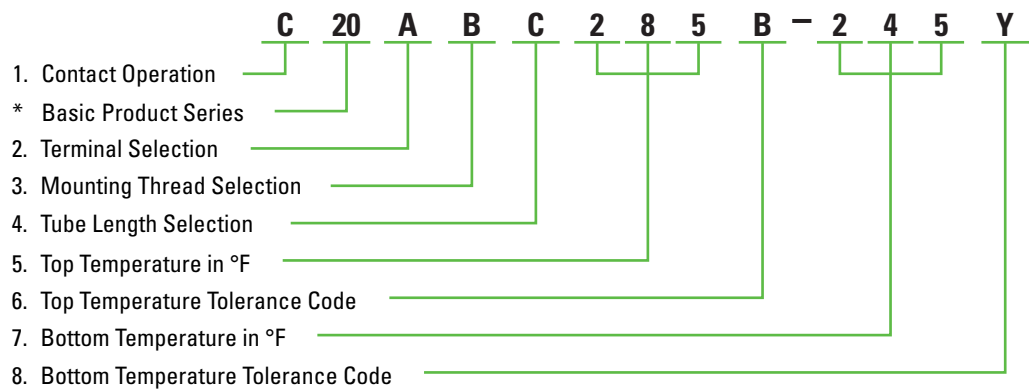 C 20 A B C 2 8 5 B – 2 4 5 Y
1. Contact Operation
* Basic Product Series
2. Terminal Selection
3. Mounting Thread Selection
4. Tube Length Selection
5. Top Temperature in °F
6. Top Temperature Tolerance Code
7. Bottom Temperature in °F
8. Bottom Temperature Tolerance Code